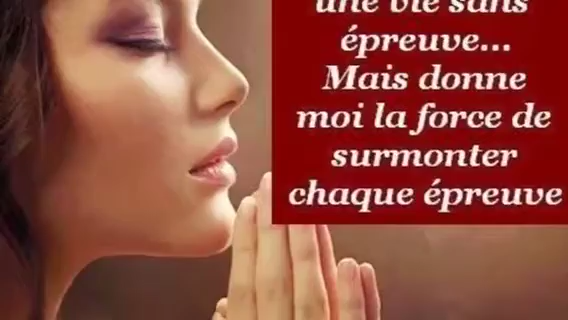 une vie sans
épreuve...
Mais donne
moi la force de
surmonter
chaque épreuve